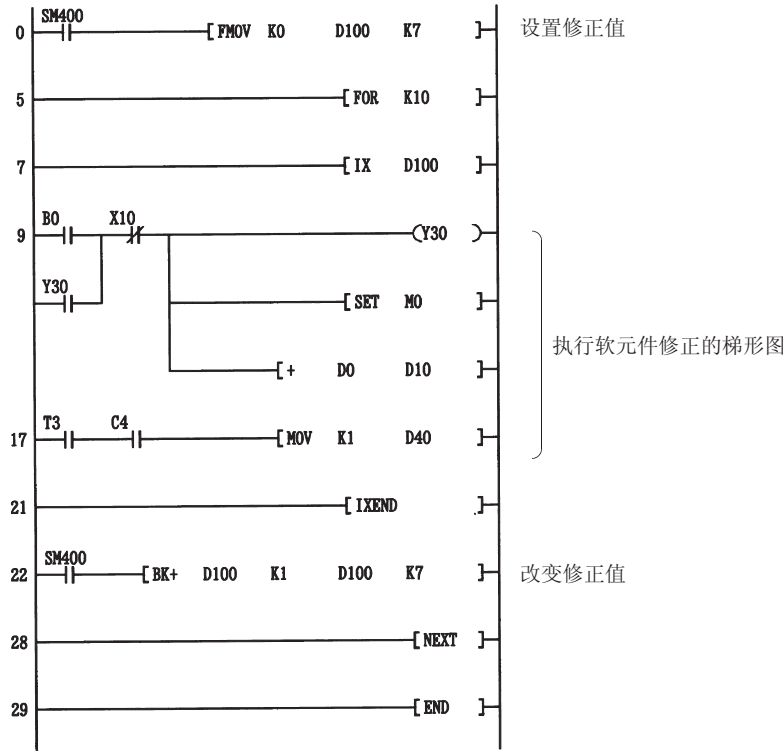 SM400
0 FMOV K0 D100 K7 设置修正值
5 FOR K10
7 IX D100
B0 X10
9 Y30
Y30
SET M0
执行软元件修正的梯形图
+ D0 D10
T3 C4
17 MOV K1 D40
21 IXEND
SM400
22 BK+ D100 K1 D100 K7 改变修正值
28 NEXT
29 END